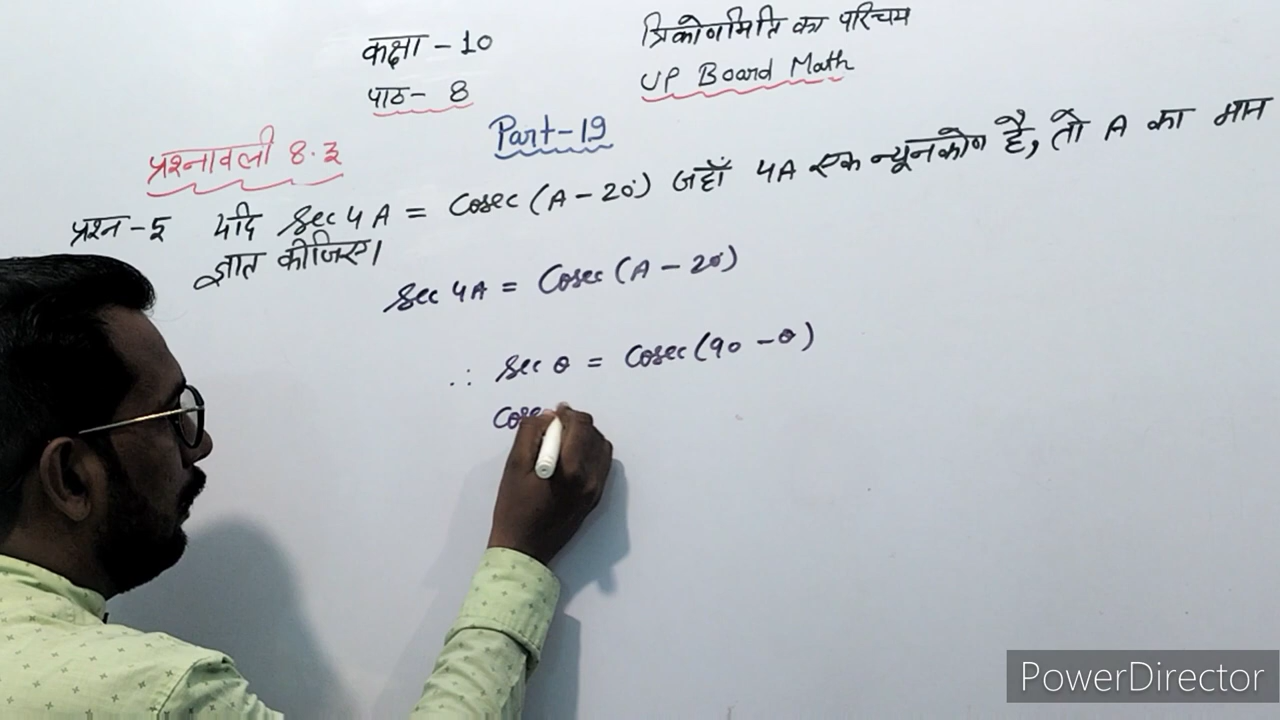 कक्षा - 10
त्रिकोणमिति का परिचय
पाठ - 8
UP Board Math
Part-19
प्रश्नावली 8.3
प्रश्न - 5 यदि Sec 4A = Cosec (A - 20°) जहाँ 4A एक न्यूनकोण है, तो A का मान
ज्ञात कीजिए।
Sec 4A = Cosec (A - 20°)
∴ Sec θ = Cosec (90 - θ)
Cose
PowerDirector